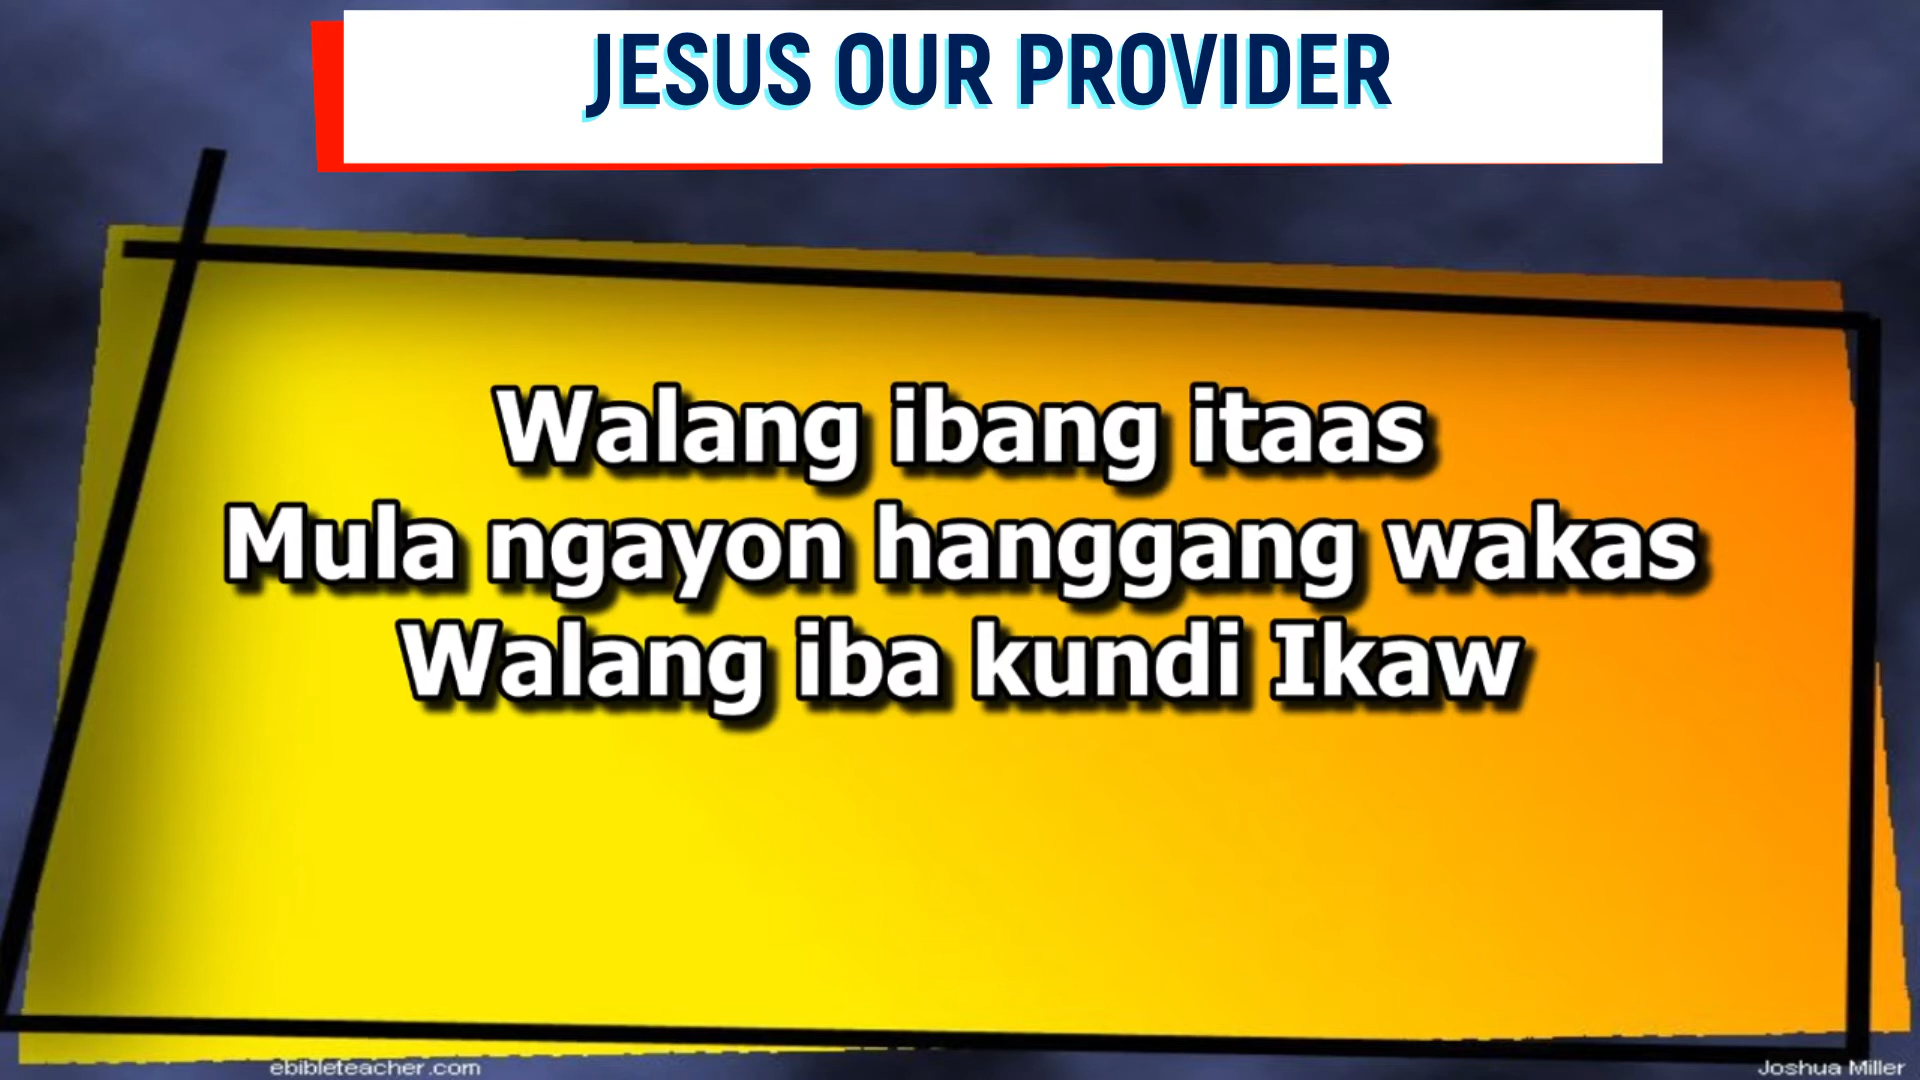 JESUS OUR PROVIDER
Walang ibang itaas
Mula ngayon hanggang wakas
Walang iba kundi Ikaw
ebibleteacher.com
Joshua Miller